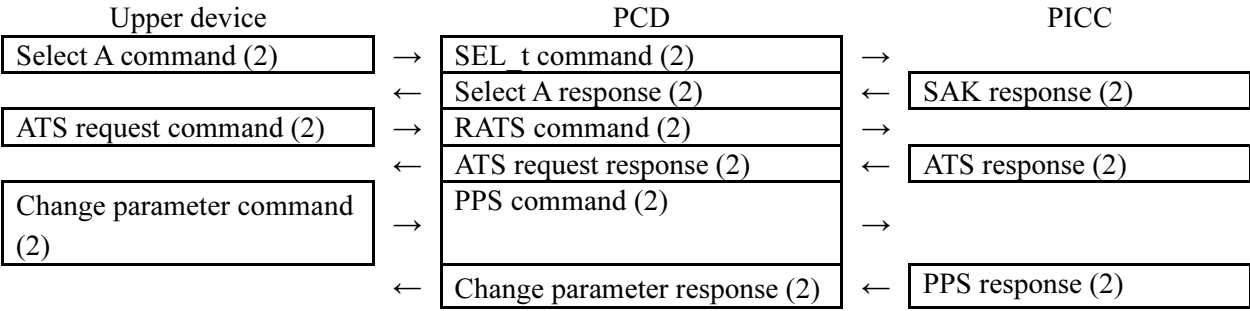 Upper device PCD PICC
Select A command (2) → SEL_t command (2) →
← Select A response (2) ← SAK response (2)
ATS request command (2) → RATS command (2) →
← ATS request response (2) ← ATS response (2)
Change parameter command
(2) → PPS command (2) →
← Change parameter response (2) ← PPS response (2)